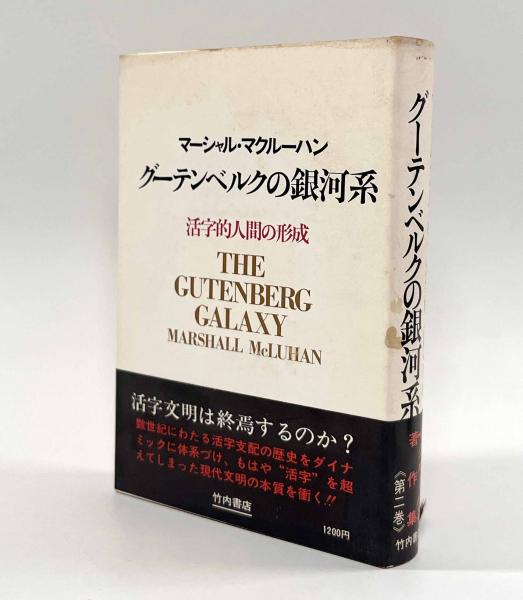 マーシャル・マクルーハン
グーテンベルクの銀河系
活字的人間の形成
THE
GUTENBERG
GALAXY
MARSHALL McLUHAN
活字文明は終焉するのか?
数世紀にわたる活字支配の歴史をダイナ
ミックに体系づけ、もはや“活字”を超
えてしまった現代文明の本質を衝く!!
竹内書店
1200円
グーテンベルクの銀河系
著作集
《第二巻》
竹内書